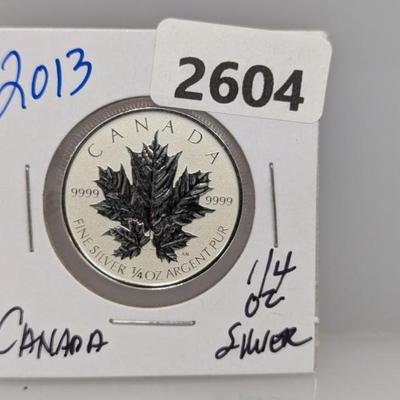 2013
2604
CANADA
9999 9999
FINE SILVER 1/4 OZ ARGENT PUR
1/4
OZ
CANADA
SILVER